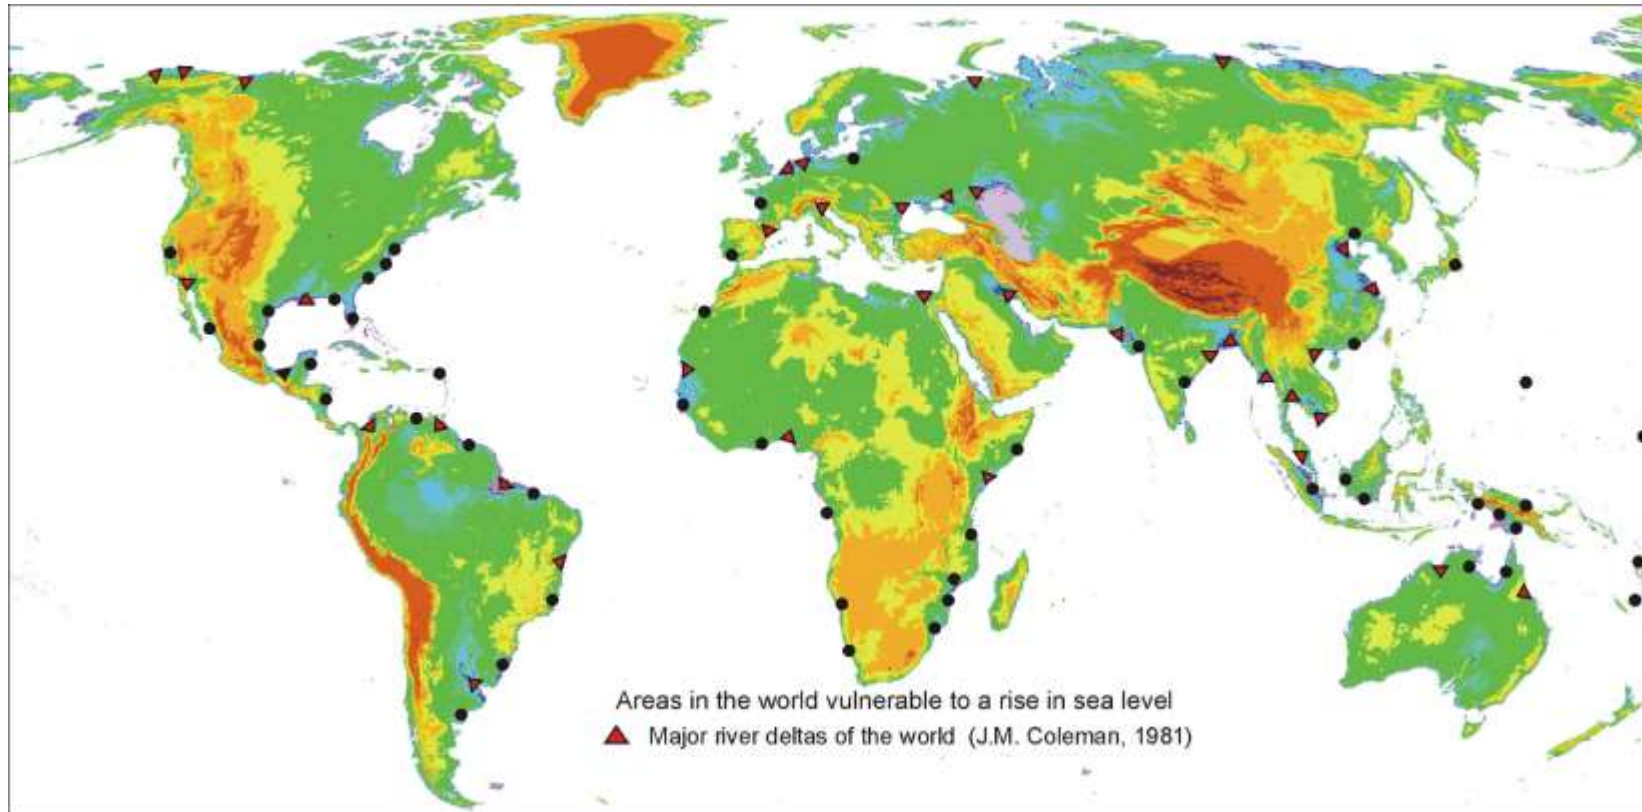 Areas in the world vulnerable to a rise in sea level
Major river deltas of the world (J.M. Coleman, 1981)